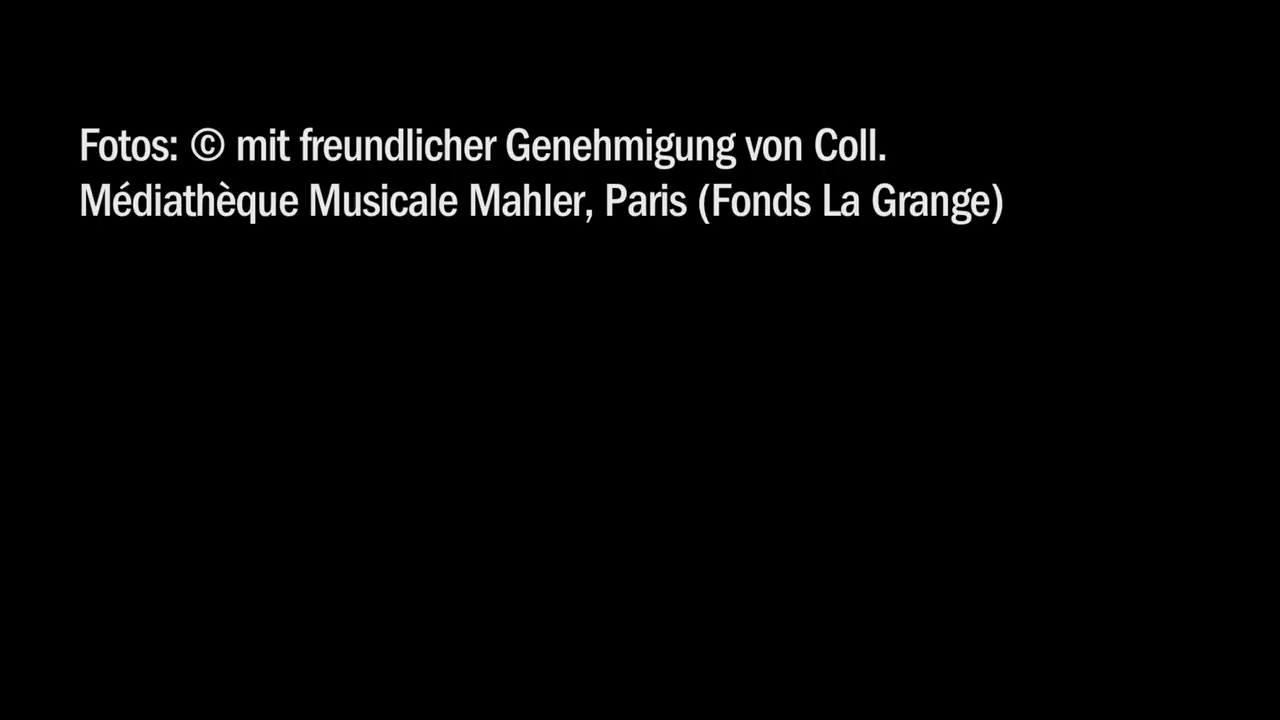 Fotos: © mit freundlicher Genehmigung von Coll.
Médiathèque Musicale Mahler, Paris (Fonds La Grange)